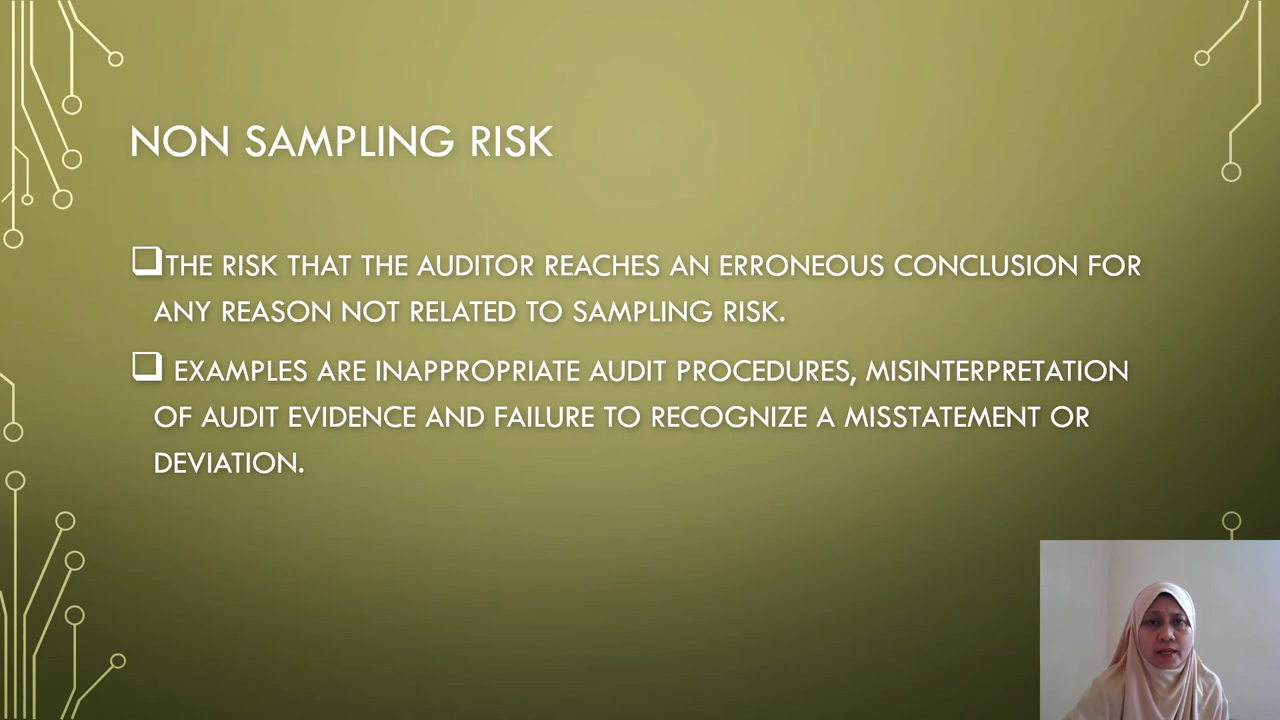 NON SAMPLING RISK
THE RISK THAT THE AUDITOR REACHES AN ERRONEOUS CONCLUSION FOR
ANY REASON NOT RELATED TO SAMPLING RISK.
EXAMPLES ARE INAPPROPRIATE AUDIT PROCEDURES, MISINTERPRETATION
OF AUDIT EVIDENCE AND FAILURE TO RECOGNIZE A MISSTATEMENT OR
DEVIATION.